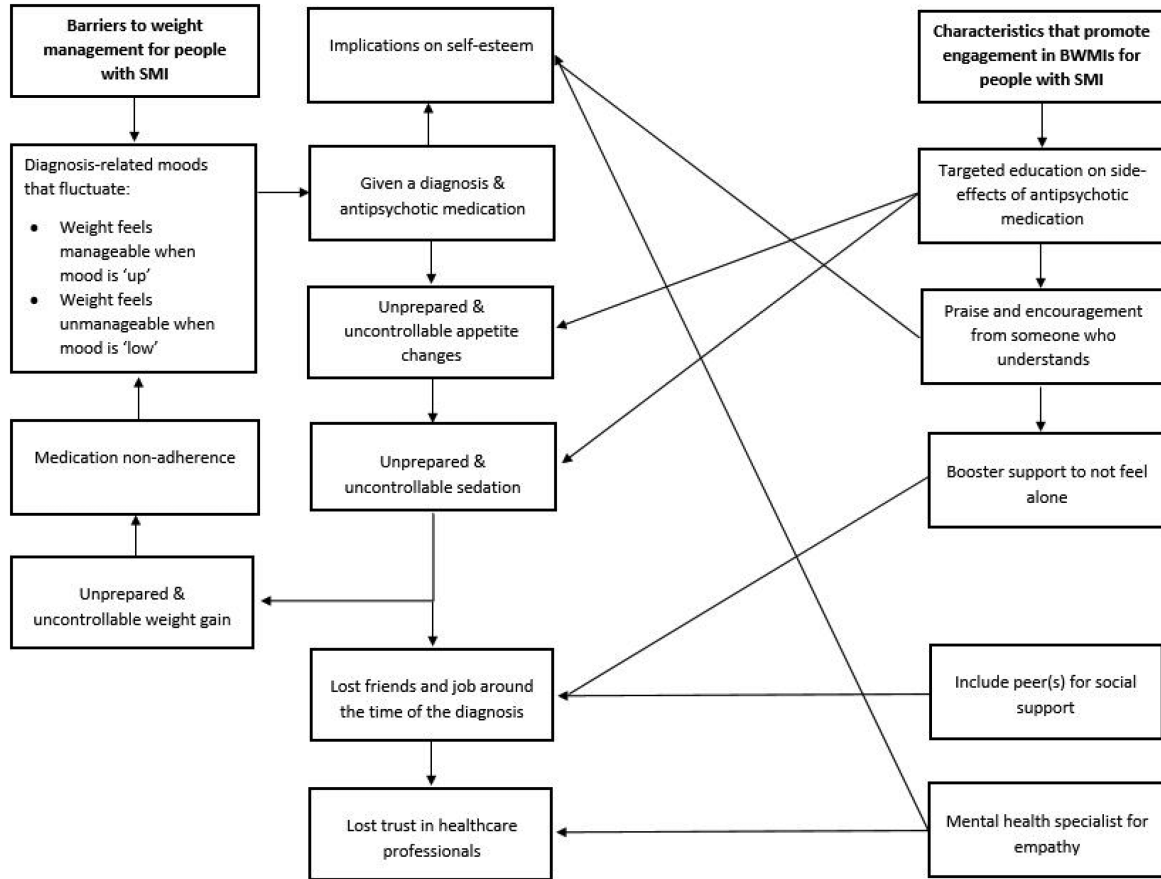 Barriers to weight
management for people
with SMI
Diagnosis-related moods
that fluctuate:
• Weight feels
manageable when
mood is ‘up’
• Weight feels
unmanageable when
mood is ‘low’
Medication non-adherence
Unprepared &
uncontrollable weight gain
Implications on self-esteem
Given a diagnosis &
antipsychotic medication
Unprepared &
uncontrollable appetite
changes
Unprepared &
uncontrollable sedation
Lost friends and job around
the time of the diagnosis
Lost trust in healthcare
professionals
Characteristics that promote
engagement in BWMIs for
people with SMI
Targeted education on side-
effects of antipsychotic
medication
Praise and encouragement
from someone who
understands
Booster support to not feel
alone
Include peer(s) for social
support
Mental health specialist for
empathy